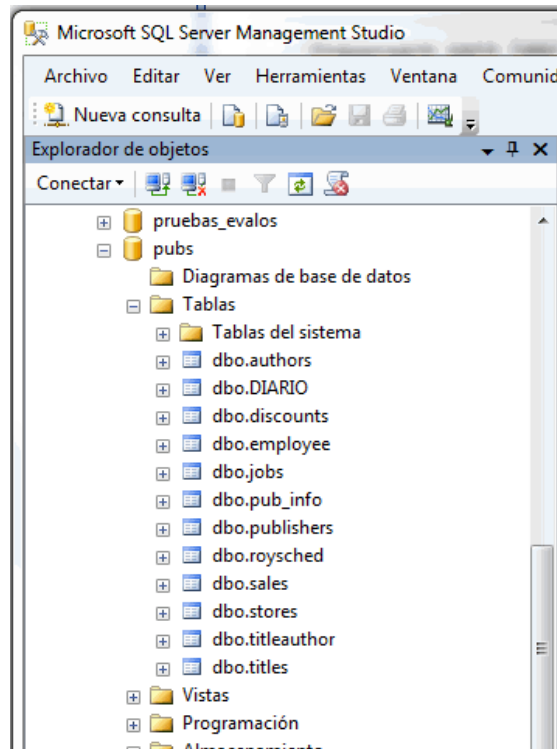 Microsoft SQL Server Management Studio
Archivo Editar Ver Herramientas Ventana Comunid
Nueva consulta
Explorador de objetos
Conectar
pruebas_evalos
pubs
Diagramas de base de datos
Tablas
Tablas del sistema
dbo.authors
dbo.DIARIO
dbo.discounts
dbo.employee
dbo.jobs
dbo.pub_info
dbo.publishers
dbo.roysched
dbo.sales
dbo.stores
dbo.titleauthor
dbo.titles
Vistas
Programación